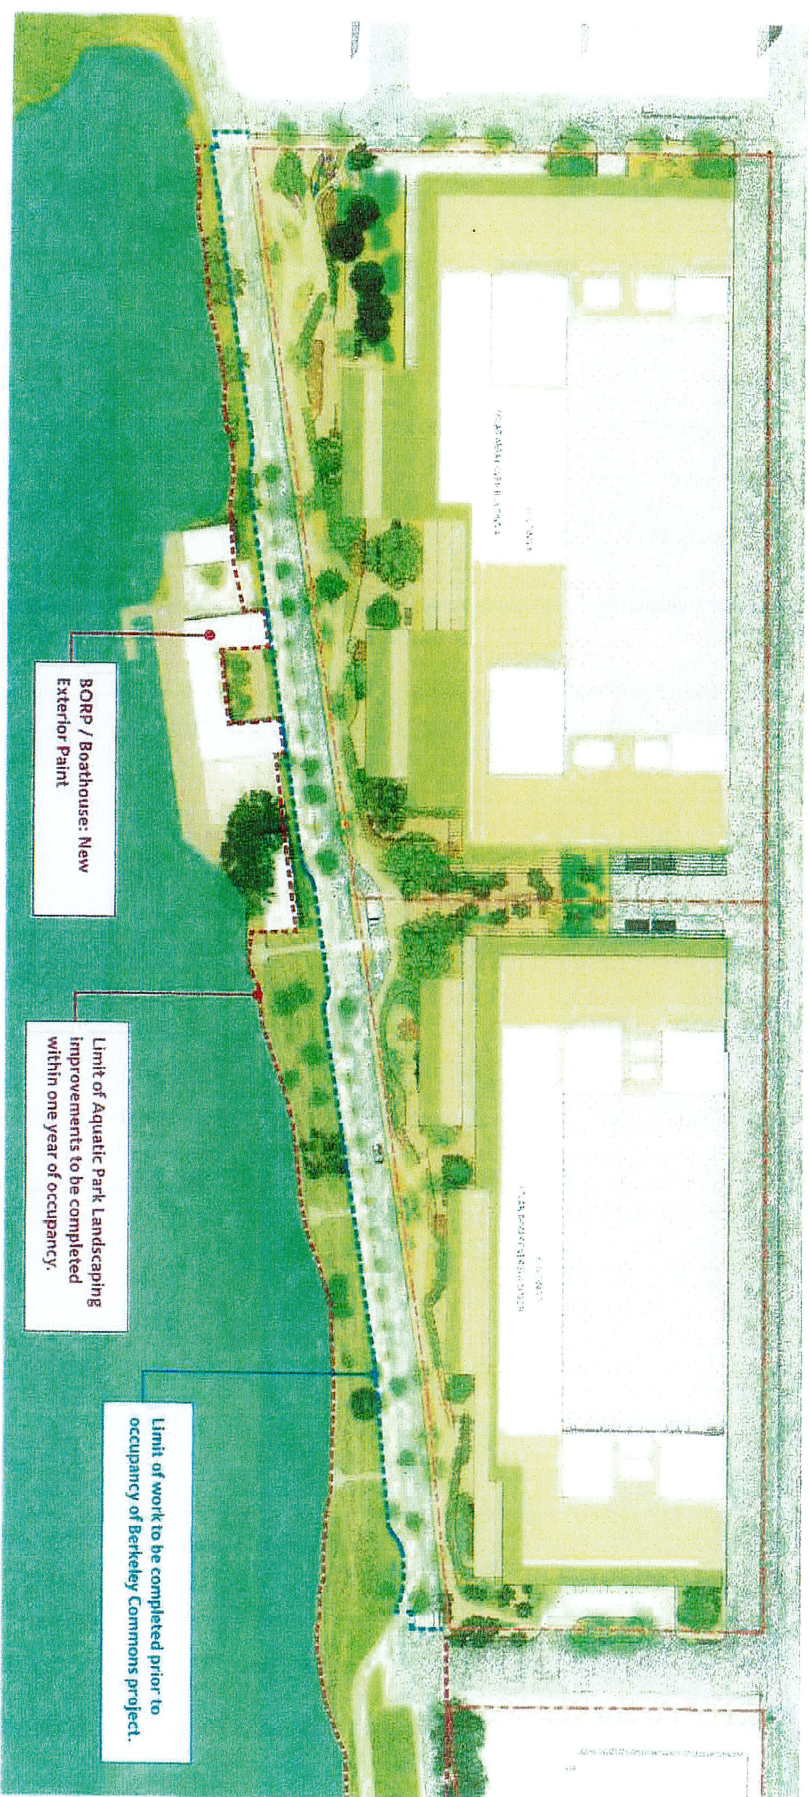 BORP / Boathouse: New
Exterior Paint
Limit of Aquatic Park Landscaping
improvements to be completed
within one year of occupancy.
Limit of work to be completed prior to
occupancy of Berkeley Commons project.